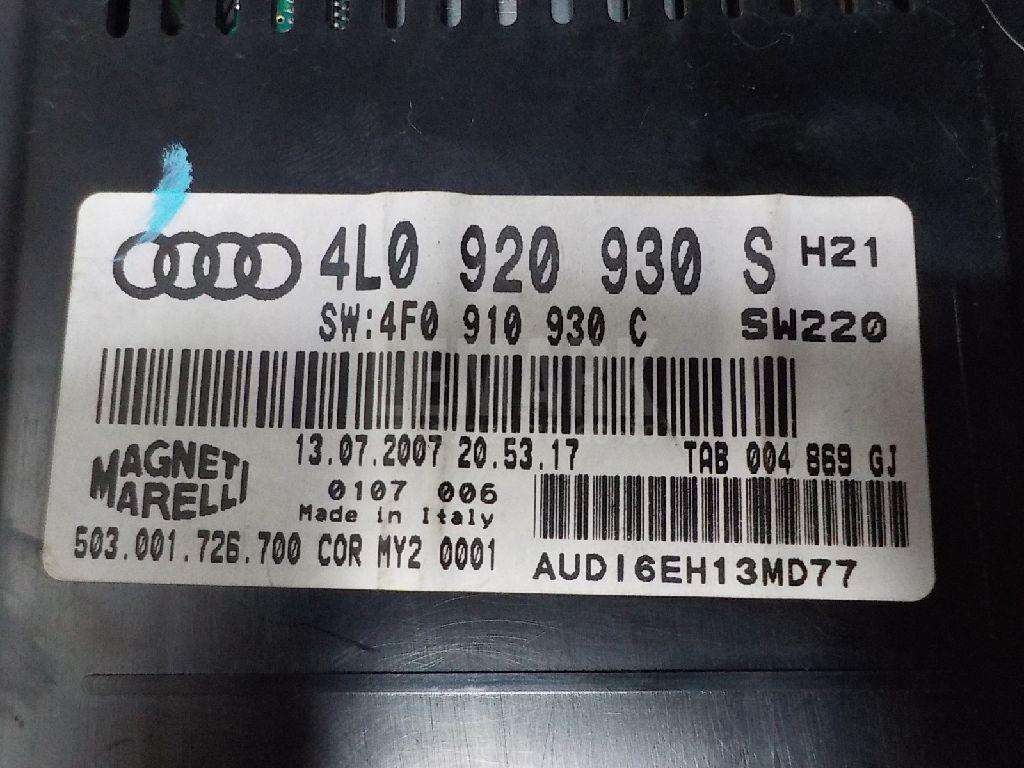 4L0 920 930 S H21
SW:4F0 910 930 C SW220
13.07.2007 20.53.17 TAB 004 869 GJ
MAGNETI
MARELLI
0107 006
Made in Italy
503.001.726.700 COR MY2 0001
AUDI6EH13MD77